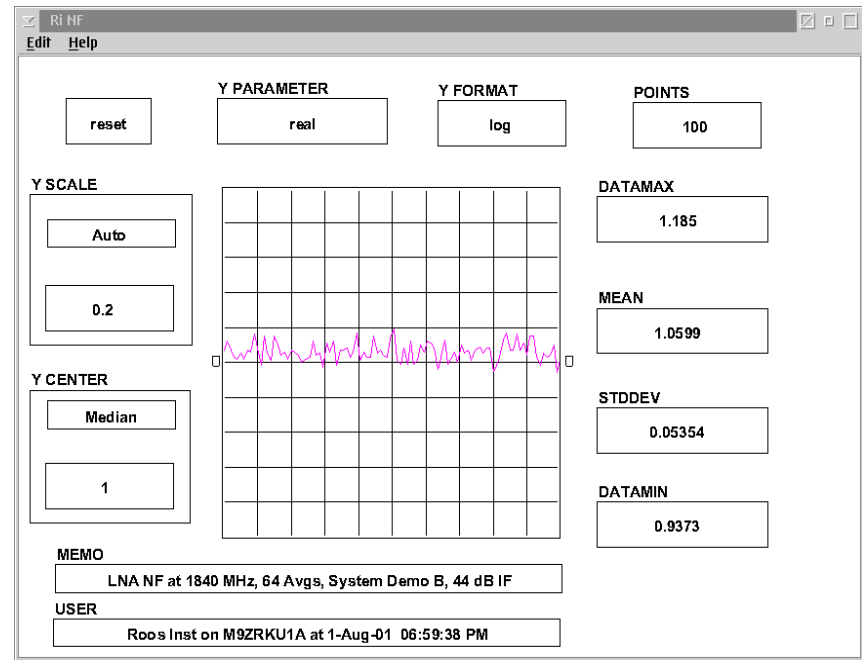 Ri NF
Edit Help
Y PARAMETER
Y FORMAT
POINTS
reset
real
log
100
Y SCALE
Auto
0.2
Y CENTER
Median
1
DATAMAX
1.185
MEAN
1.0599
STDDEV
0.05354
DATAMIN
0.9373
MEMO
LNA NF at 1840 MHz, 64 Avgs, System Demo B, 44 dB IF
USER
Roos Inst on M9ZRKU1A at 1-Aug-01 06:59:38 PM